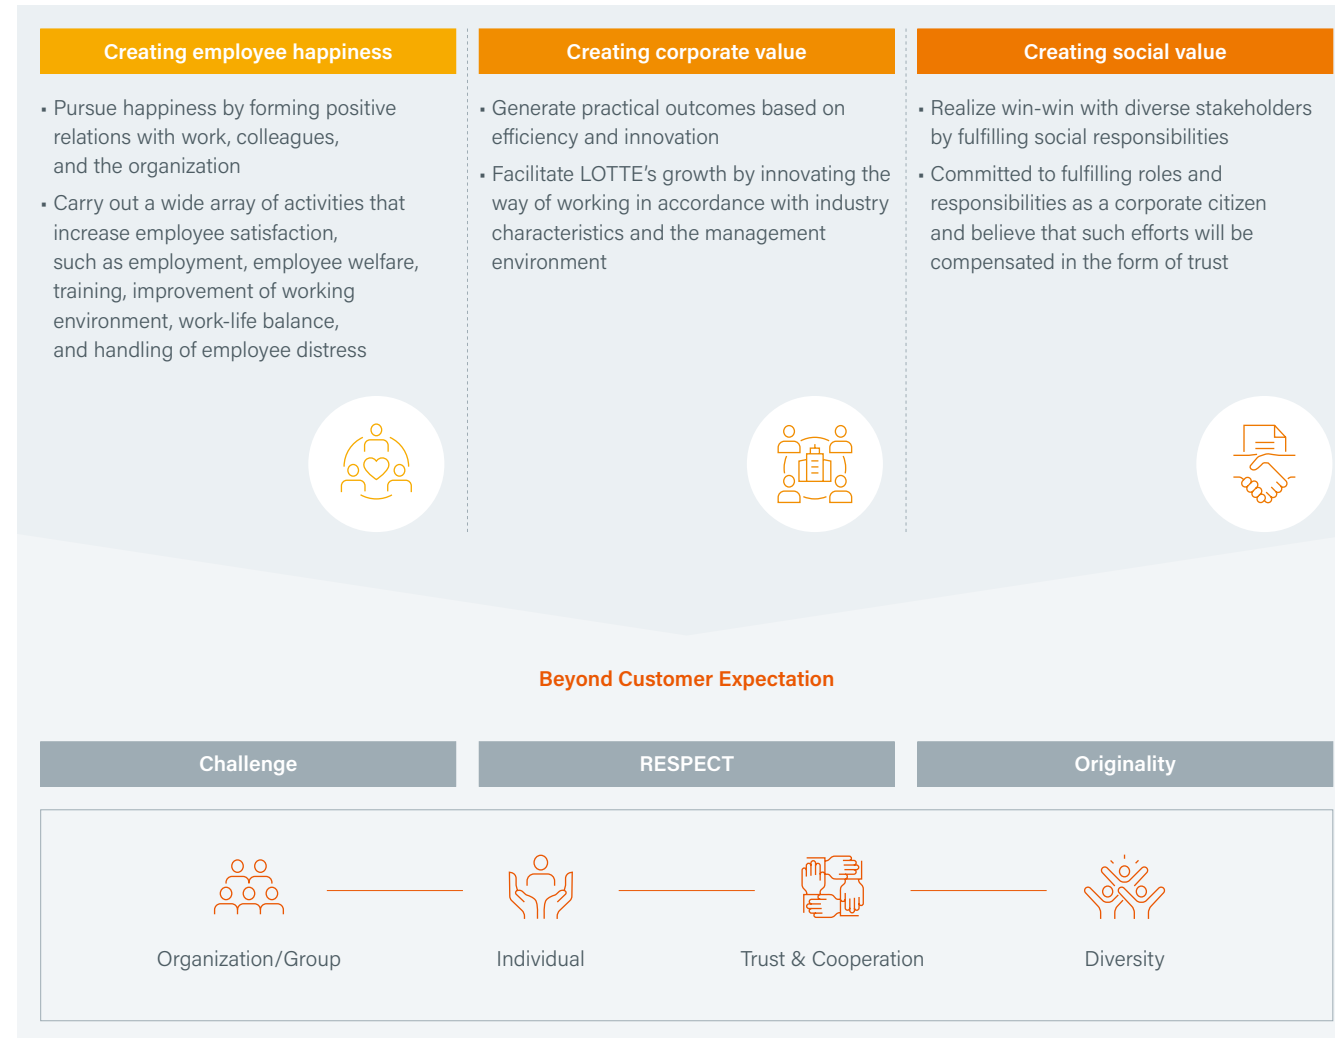 Creating employee happiness
▪ Pursue happiness by forming positive
relations with work, colleagues,
and the organization
▪ Carry out a wide array of activities that
increase employee satisfaction,
such as employment, employee welfare,
training, improvement of working
environment, work-life balance,
and handling of employee distress
Creating corporate value
▪ Generate practical outcomes based on
efficiency and innovation
▪ Facilitate LOTTE’s growth by innovating the
way of working in accordance with industry
characteristics and the management
environment
Creating social value
▪ Realize win-win with diverse stakeholders
by fulfilling social responsibilities
▪ Committed to fulfilling roles and
responsibilities as a corporate citizen
and believe that such efforts will be
compensated in the form of trust
Beyond Customer Expectation
Challenge
RESPECT
Originality
Organization/Group
Individual
Trust & Cooperation
Diversity